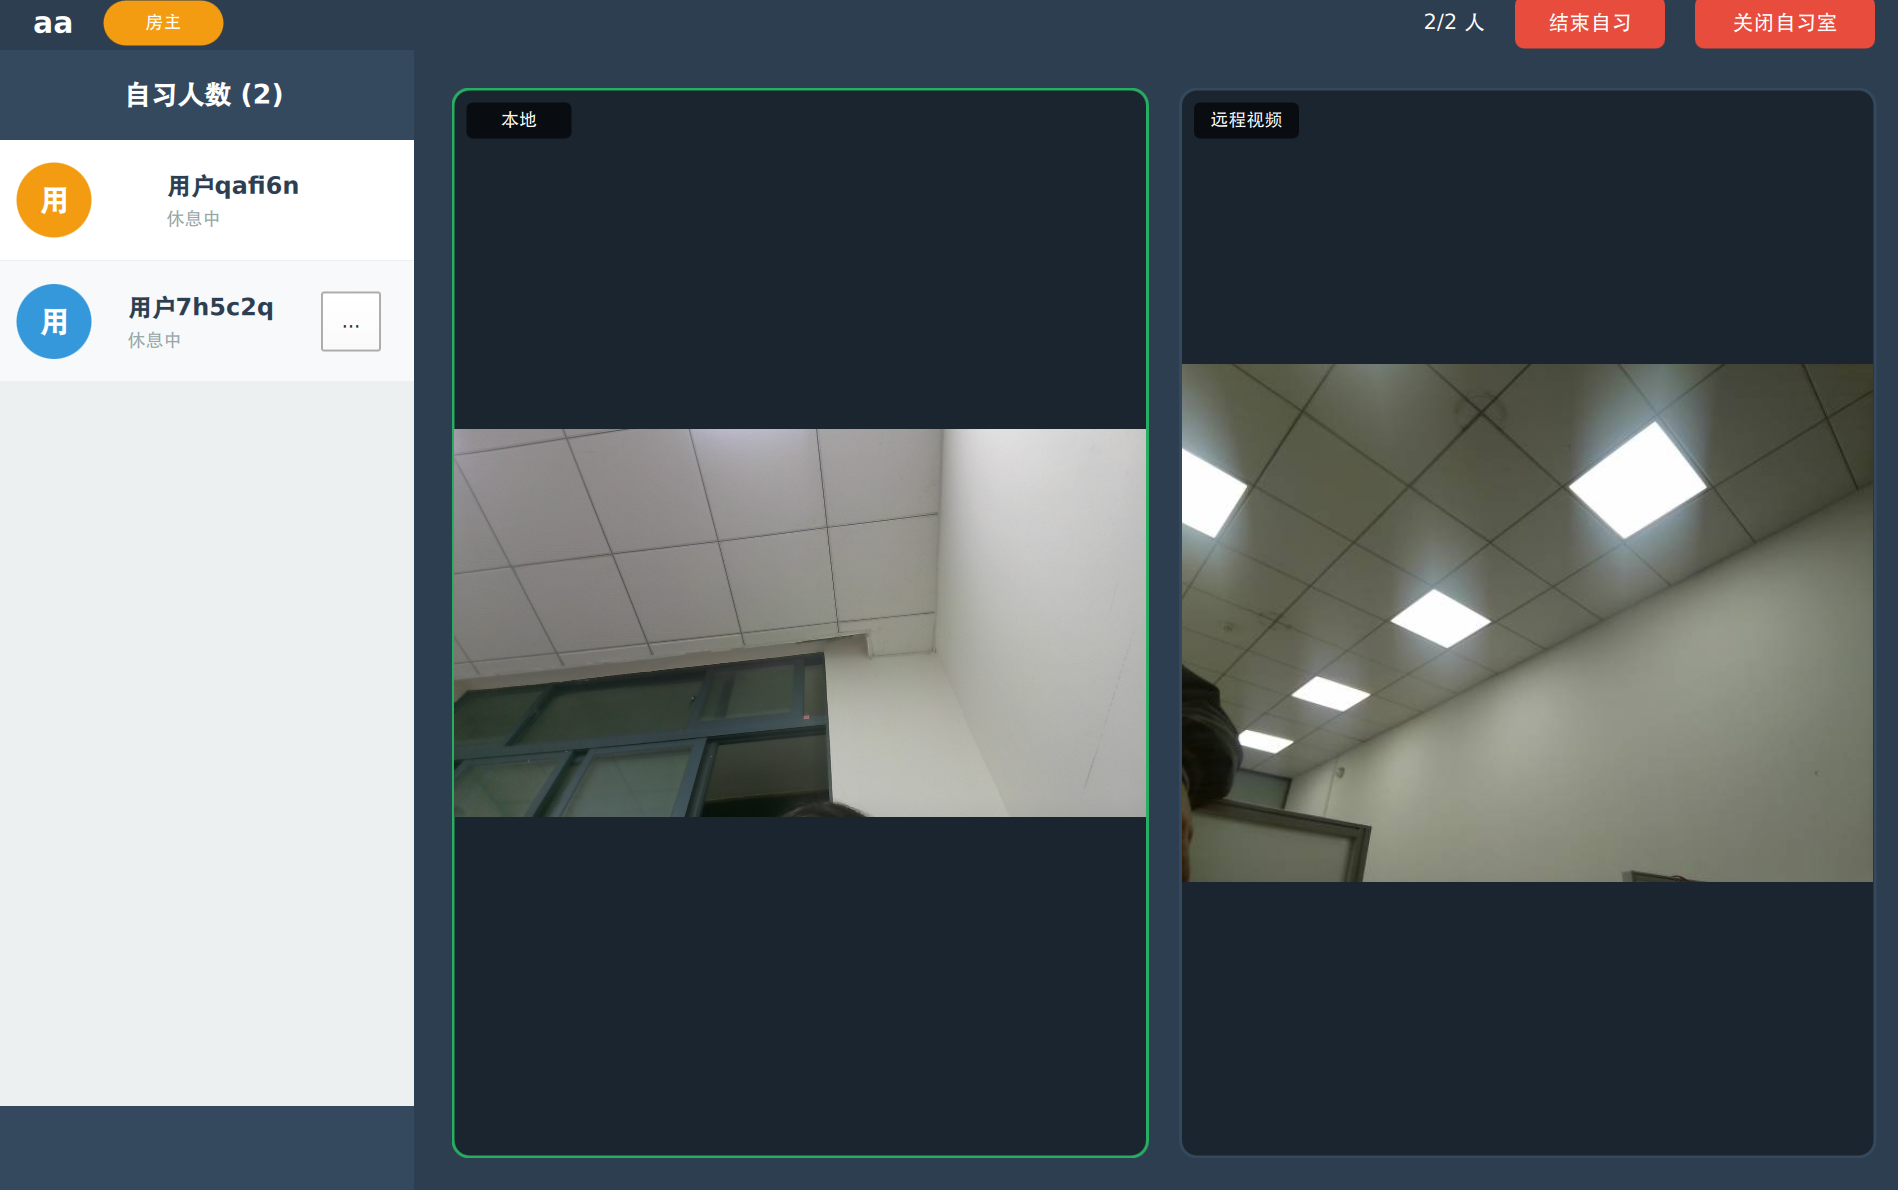 aa
房主
2/2 人
结束自习
关闭自习室
自习人数 (2)
用
用户qafi6n
休息中
用
用户7h5c2q
休息中
...
本地
远程视频